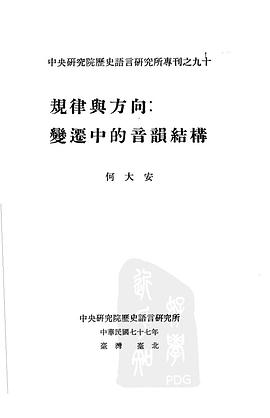 中央研究院歷史語言研究所專刊之九十
規律與方向：
變遷中的音韻結構
何大安
中央研究院歷史語言研究所
中華民國七十七年
臺灣 臺北
PDG